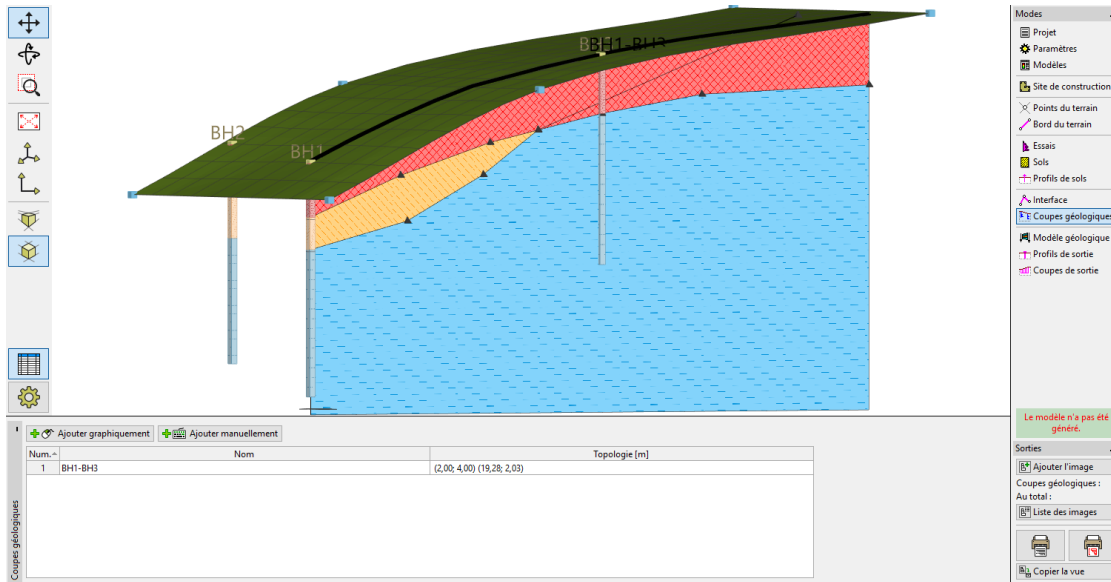 BH1-BH3
BH2
BH1
Modes
Projet
Paramètres
Modèles
Site de construction
Points du terrain
Bord du terrain
Essais
Sols
Profils de sols
Interface
Coupes géologiques
Modèle géologique
Profils de sortie
Coupes de sortie
Le modèle n'a pas été
généré.
Sorties
Ajouter l'image
Coupes géologiques :
Au total :
Liste des images
Copier la vue
Coupes géologiques
Ajouter graphiquement Ajouter manuellement
Num. Nom Topologie [m]
1 BH1-BH3 (2,00; 4,00) (19,28; 2,03)